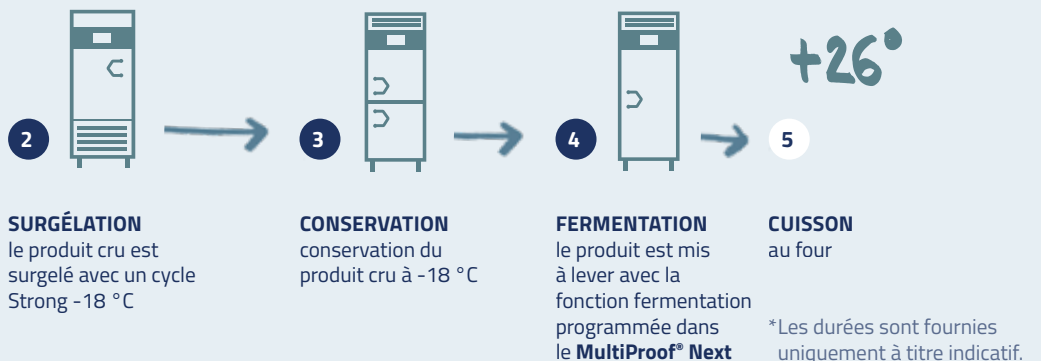 +26°
2
3
4
5
SURGÉLATION
le produit cru est
surgelé avec un cycle
Strong -18 °C
CONSERVATION
conservation du
produit cru à -18 °C
FERMENTATION
le produit est mis
à lever avec la
fonction fermentation
programmée dans
le MultiProof® Next
CUISSON
au four
*Les durées sont fournies
uniquement à titre indicatif.